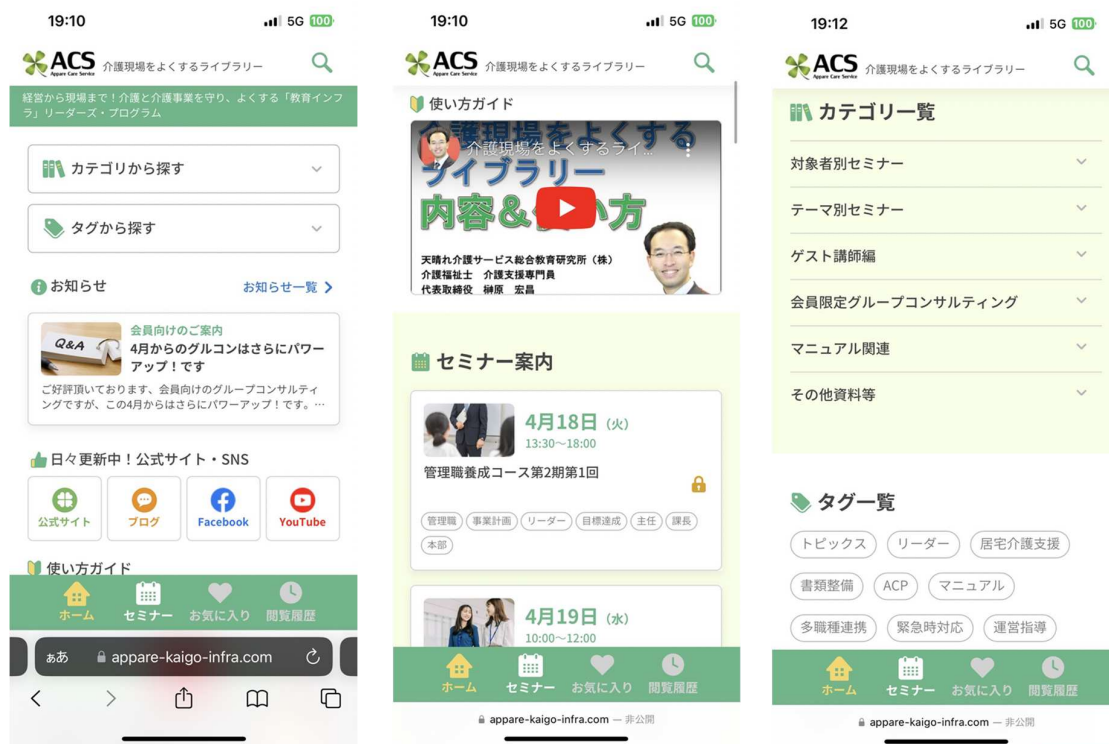 19:10
5G 100
ACS
Appare Care Service
介護現場をよくするライブラリー
経営から現場まで！介護と介護事業を守り、よくする「教育インフ
ラ」リーダーズ・プログラム
カテゴリから探す
タグから探す
お知らせ
お知らせ一覧
Q&A
会員向けのご案内
4月からのグルコンはさらにパワー
アップ！です
ご好評頂いております、会員向けのグループコンサルティ
ングですが、この4月からはさらにパワーアップ！です。…
日々更新中！公式サイト・SNS
公式サイト
ブログ
Facebook
YouTube
使い方ガイド
ホーム
セミナー
お気に入り
閲覧履歴
ぁあ
appare-kaigo-infra.com
19:10
5G 100
ACS
Appare Care Service
介護現場をよくするライブラリー
使い方ガイド
介護現場をよくする
介護現場をよくするライ...
ライブラリー
内容&使い方
天晴れ介護サービス総合教育研究所（株）
介護福祉士 介護支援専門員
代表取締役 榊原 宏昌
セミナー案内
4月18日（火）
13:30～18:00
管理職養成コース第2期第1回
管理職
事業計画
リーダー
目標達成
主任
課長
本部
4月19日（水）
10:00～12:00
ホーム
セミナー
お気に入り
閲覧履歴
appare-kaigo-infra.com — 非公開
19:12
5G 100
ACS
Appare Care Service
介護現場をよくするライブラリー
カテゴリ一覧
対象者別セミナー
テーマ別セミナー
ゲスト講師編
会員限定グループコンサルティング
マニュアル関連
その他資料等
タグ一覧
トピックス
リーダー
居宅介護支援
書類整備
ACP
マニュアル
多職種連携
緊急時対応
運営指導
ホーム
セミナー
お気に入り
閲覧履歴
appare-kaigo-infra.com — 非公開